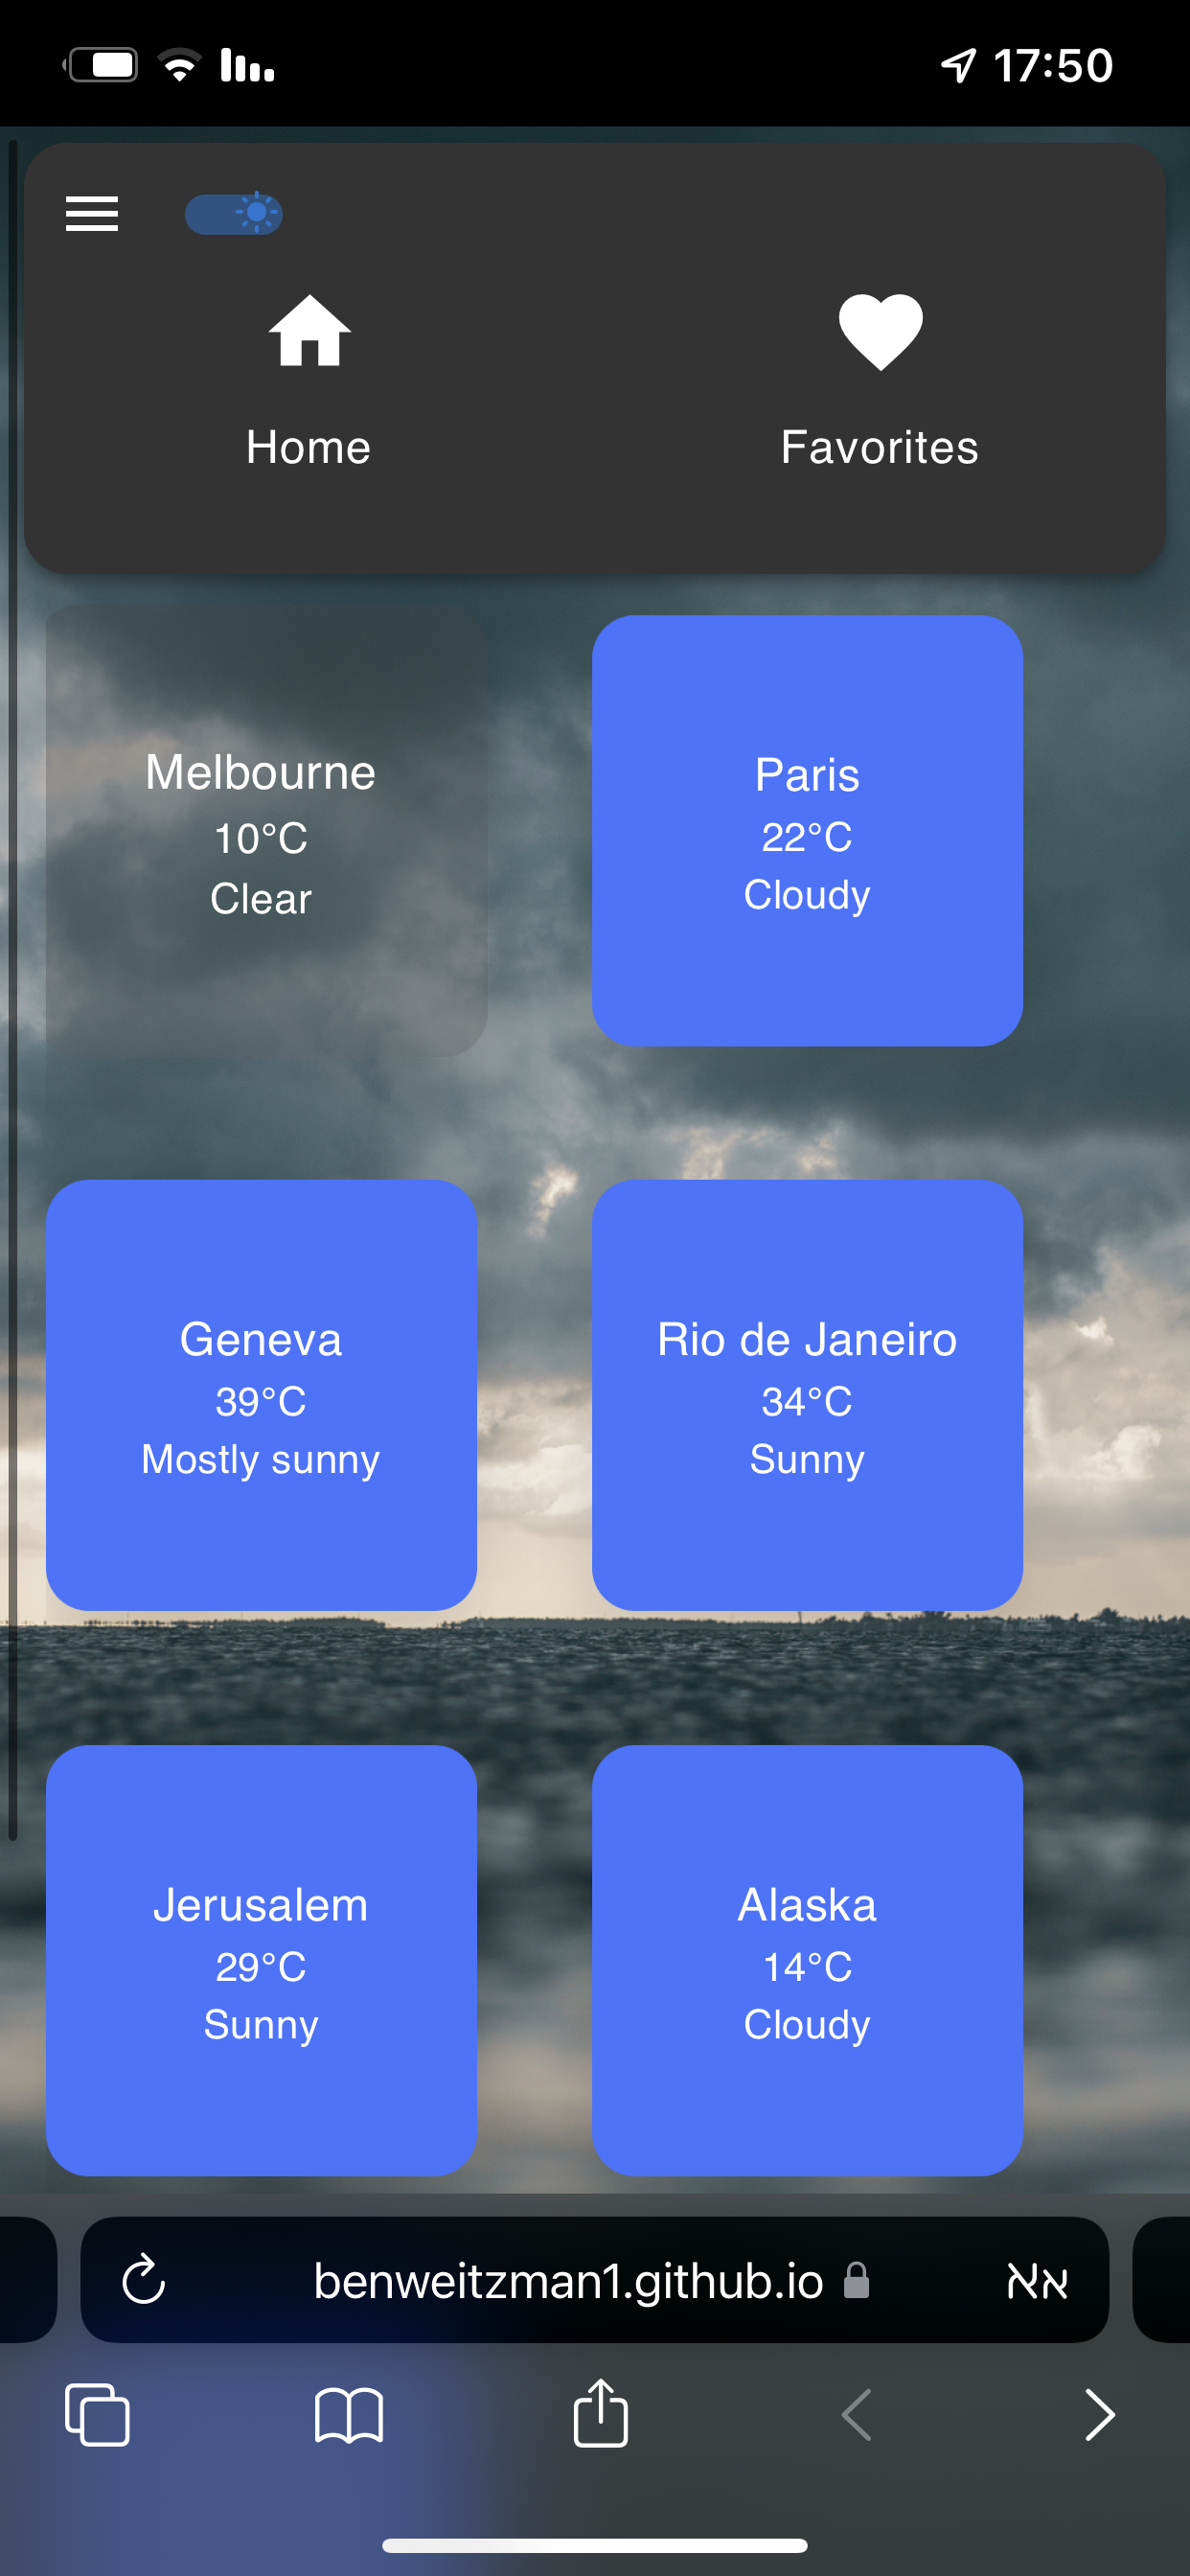 17:50
Home
Favorites
Melbourne
10°C
Clear
Paris
22°C
Cloudy
Geneva
39°C
Mostly sunny
Rio de Janeiro
34°C
Sunny
Jerusalem
29°C
Sunny
Alaska
14°C
Cloudy
benweitzman1.github.io
אא